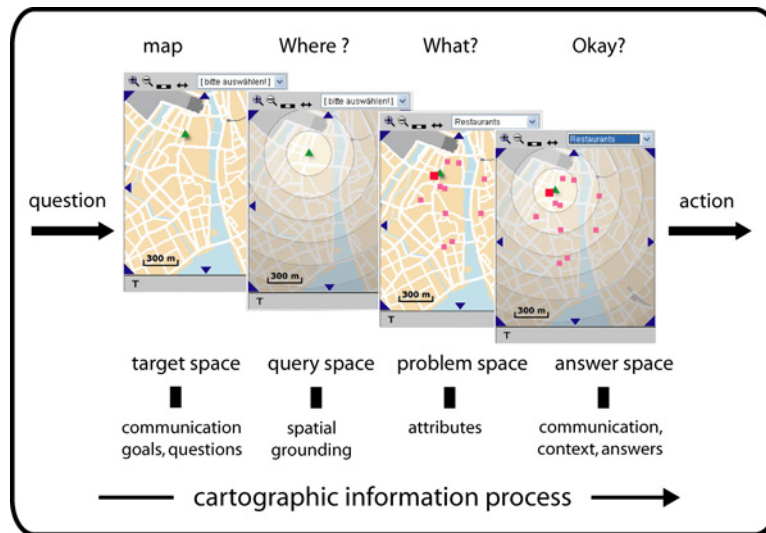 map
Where ?
What?
Okay?
[ bitte auswählen! ]
[ bitte auswählen! ]
Restaurants
Restaurants
question
action
300 m
300 m
300 m
300 m
T
T
T
T
target space
query space
problem space
answer space
communication
goals, questions
spatial
grounding
attributes
communication,
context, answers
cartographic information process